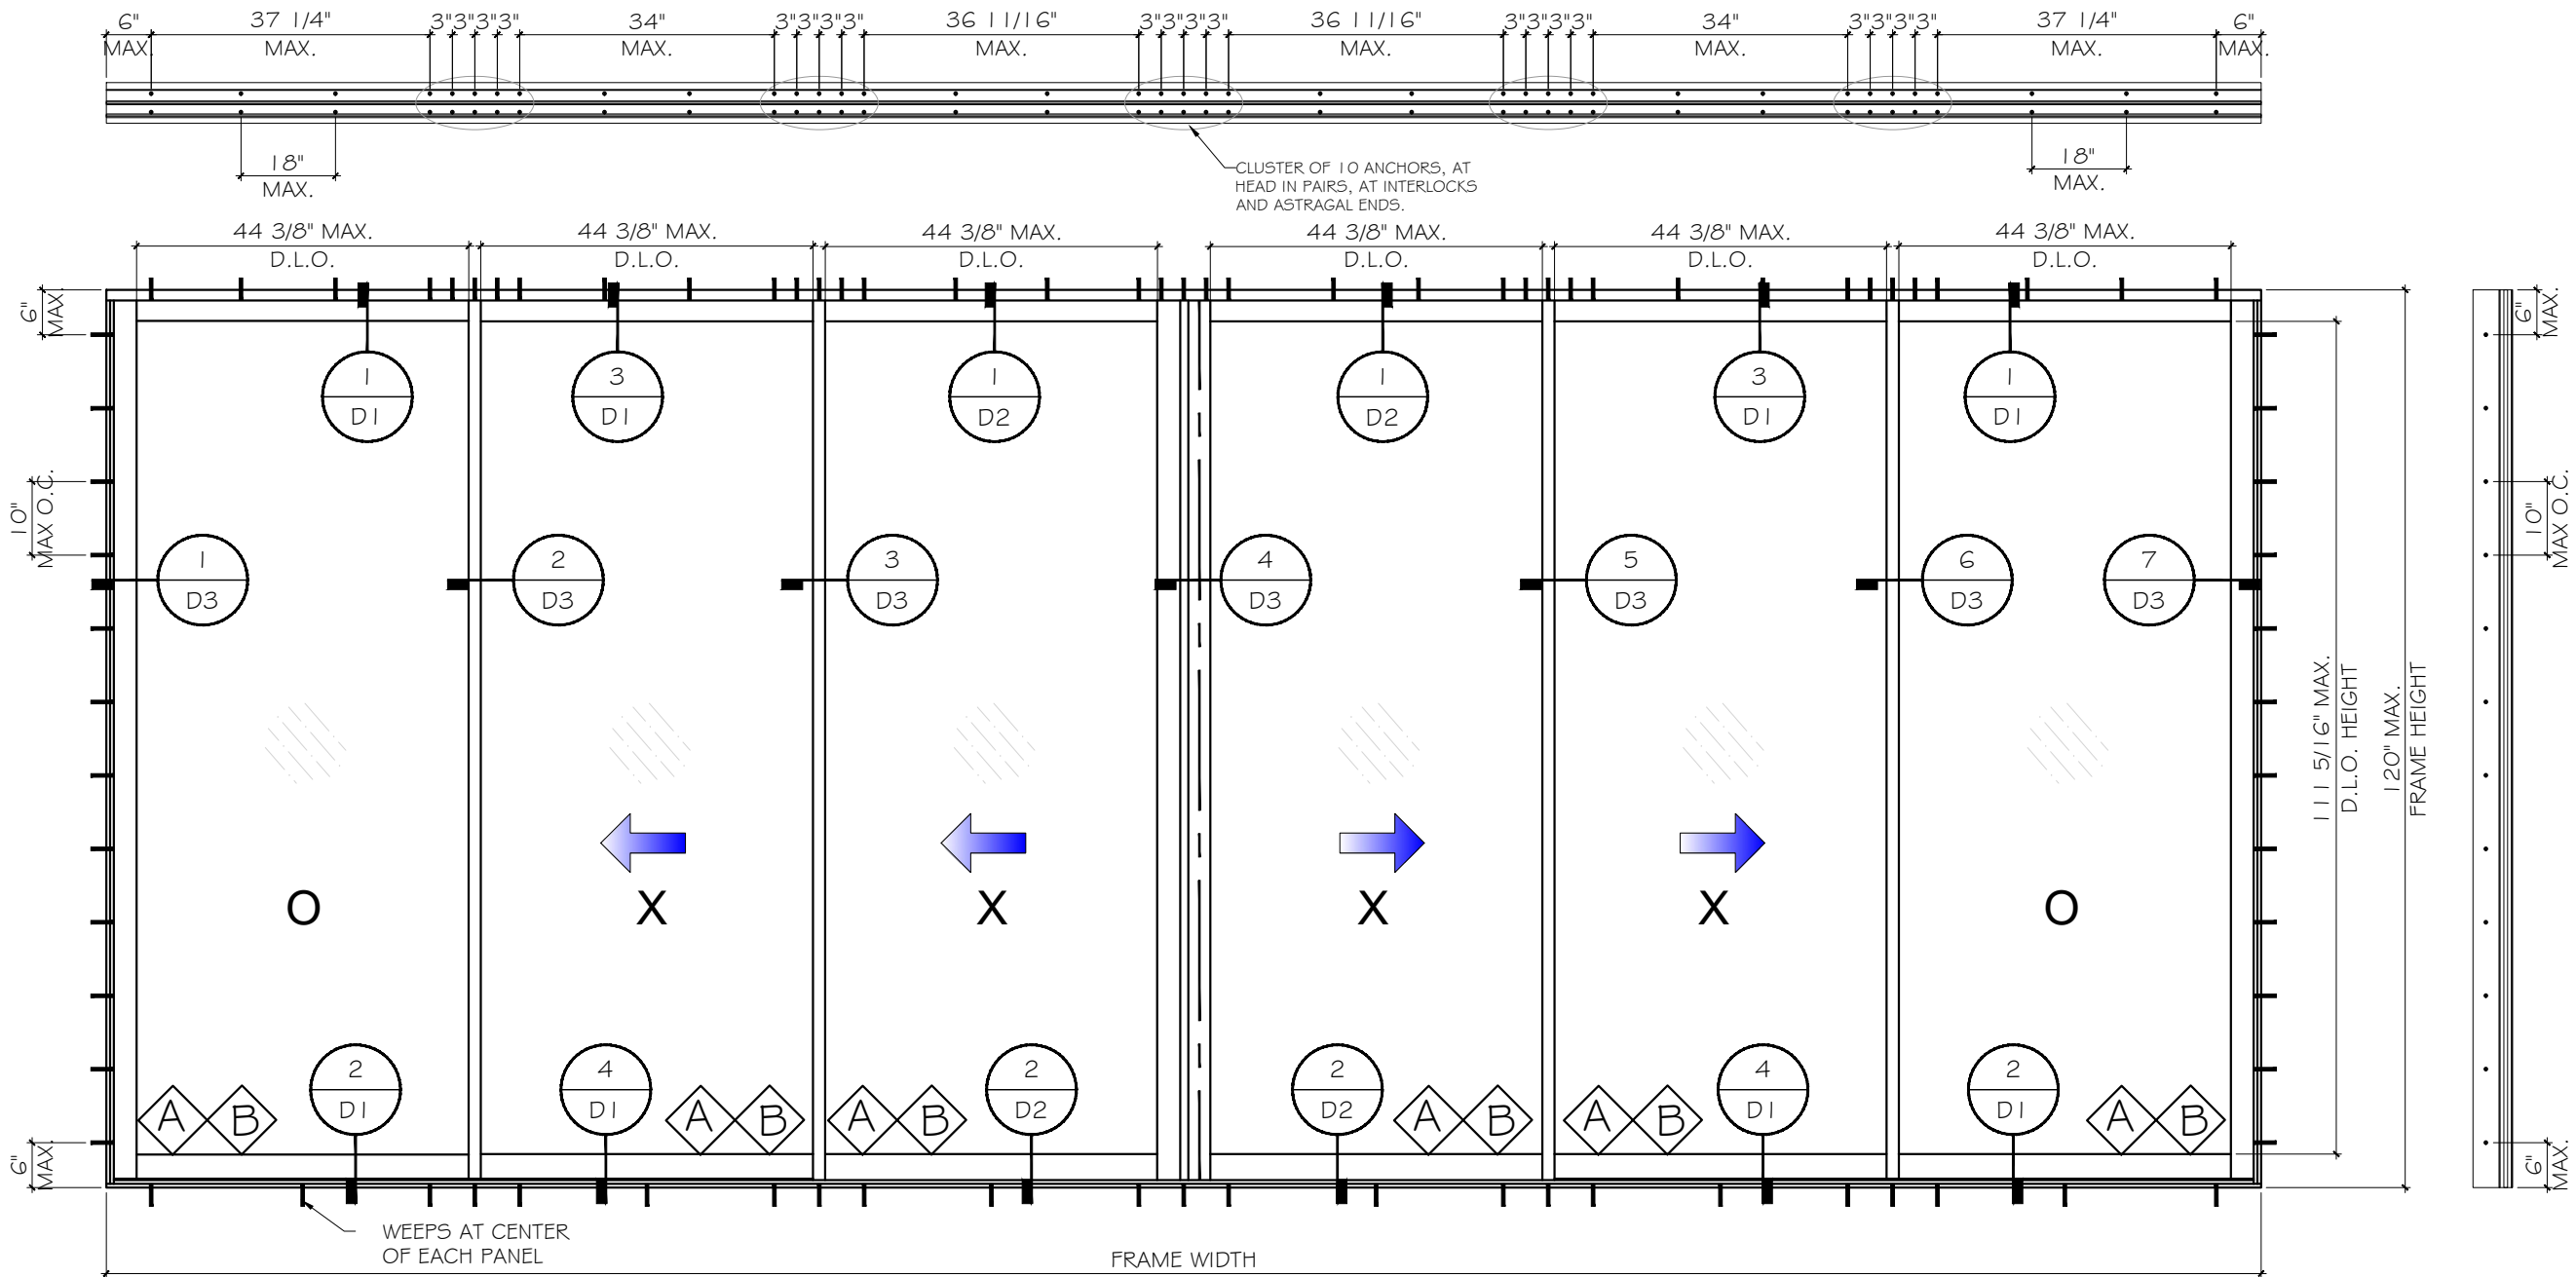 6" 37 1/4" 3"3"3"3" 34" 3"3"3"3" 36 11/16" 3"3"3"3" 36 11/16" 3"3"3"3" 34" 3"3"3"3" 37 1/4" 6"
MAX. MAX. MAX. MAX. MAX. MAX. MAX. MAX.
18" 18"
MAX. MAX.
CLUSTER OF 10 ANCHORS, AT
HEAD IN PAIRS, AT INTERLOCKS
AND ASTRAGAL ENDS.
44 3/8" MAX. 44 3/8" MAX. 44 3/8" MAX. 44 3/8" MAX. 44 3/8" MAX. 44 3/8" MAX.
D.L.O. D.L.O. D.L.O. D.L.O. D.L.O. D.L.O.
6"
MAX.
6"
MAX.
1 3 1 1 3 1
D1 D1 D2 D2 D1 D1
10"
MAX O.C.
10"
MAX O.C.
1 2 3 4 5 6 7
D3 D3 D3 D3 D3 D3 D3
111 5/16" MAX.
D.L.O. HEIGHT
120" MAX.
FRAME HEIGHT
O X X X X O
2 4 2 2 4 2
D1 D1 D2 D2 D1 D1
A B A B A B A B A B A B
6"
MAX.
6"
MAX.
WEEPS AT CENTER
OF EACH PANEL
FRAME WIDTH